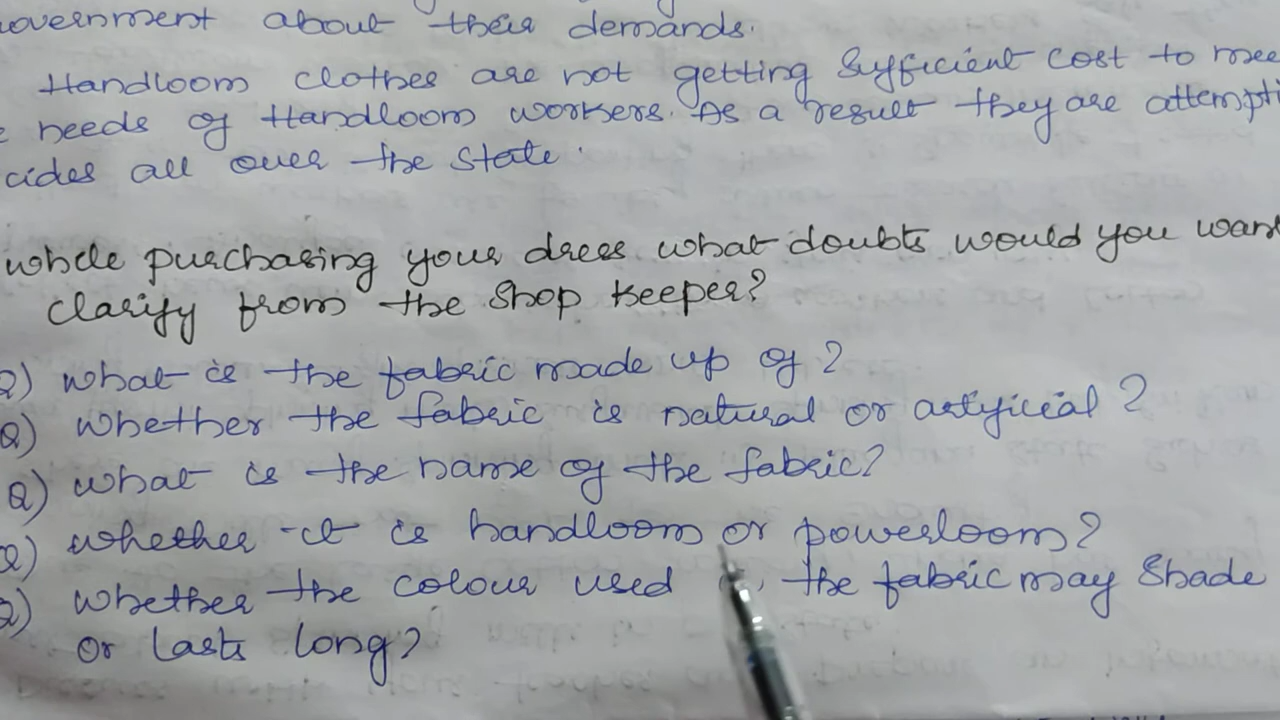 overnment about their demands.
Handloom clothes are not getting sufficient cost to mee
needs of Handloom workers. As a result they are attempti
cides all over the state.
while purchasing your dress what doubts would you wan
clarify from the shop keeper?
Q) what is the fabric made up of?
Q) whether the fabric is natural or artificial?
Q) what is the name of the fabric?
Q) whether it is handloom or powerloom?
Q) whether the colour used the fabric may shade
or lasts long?